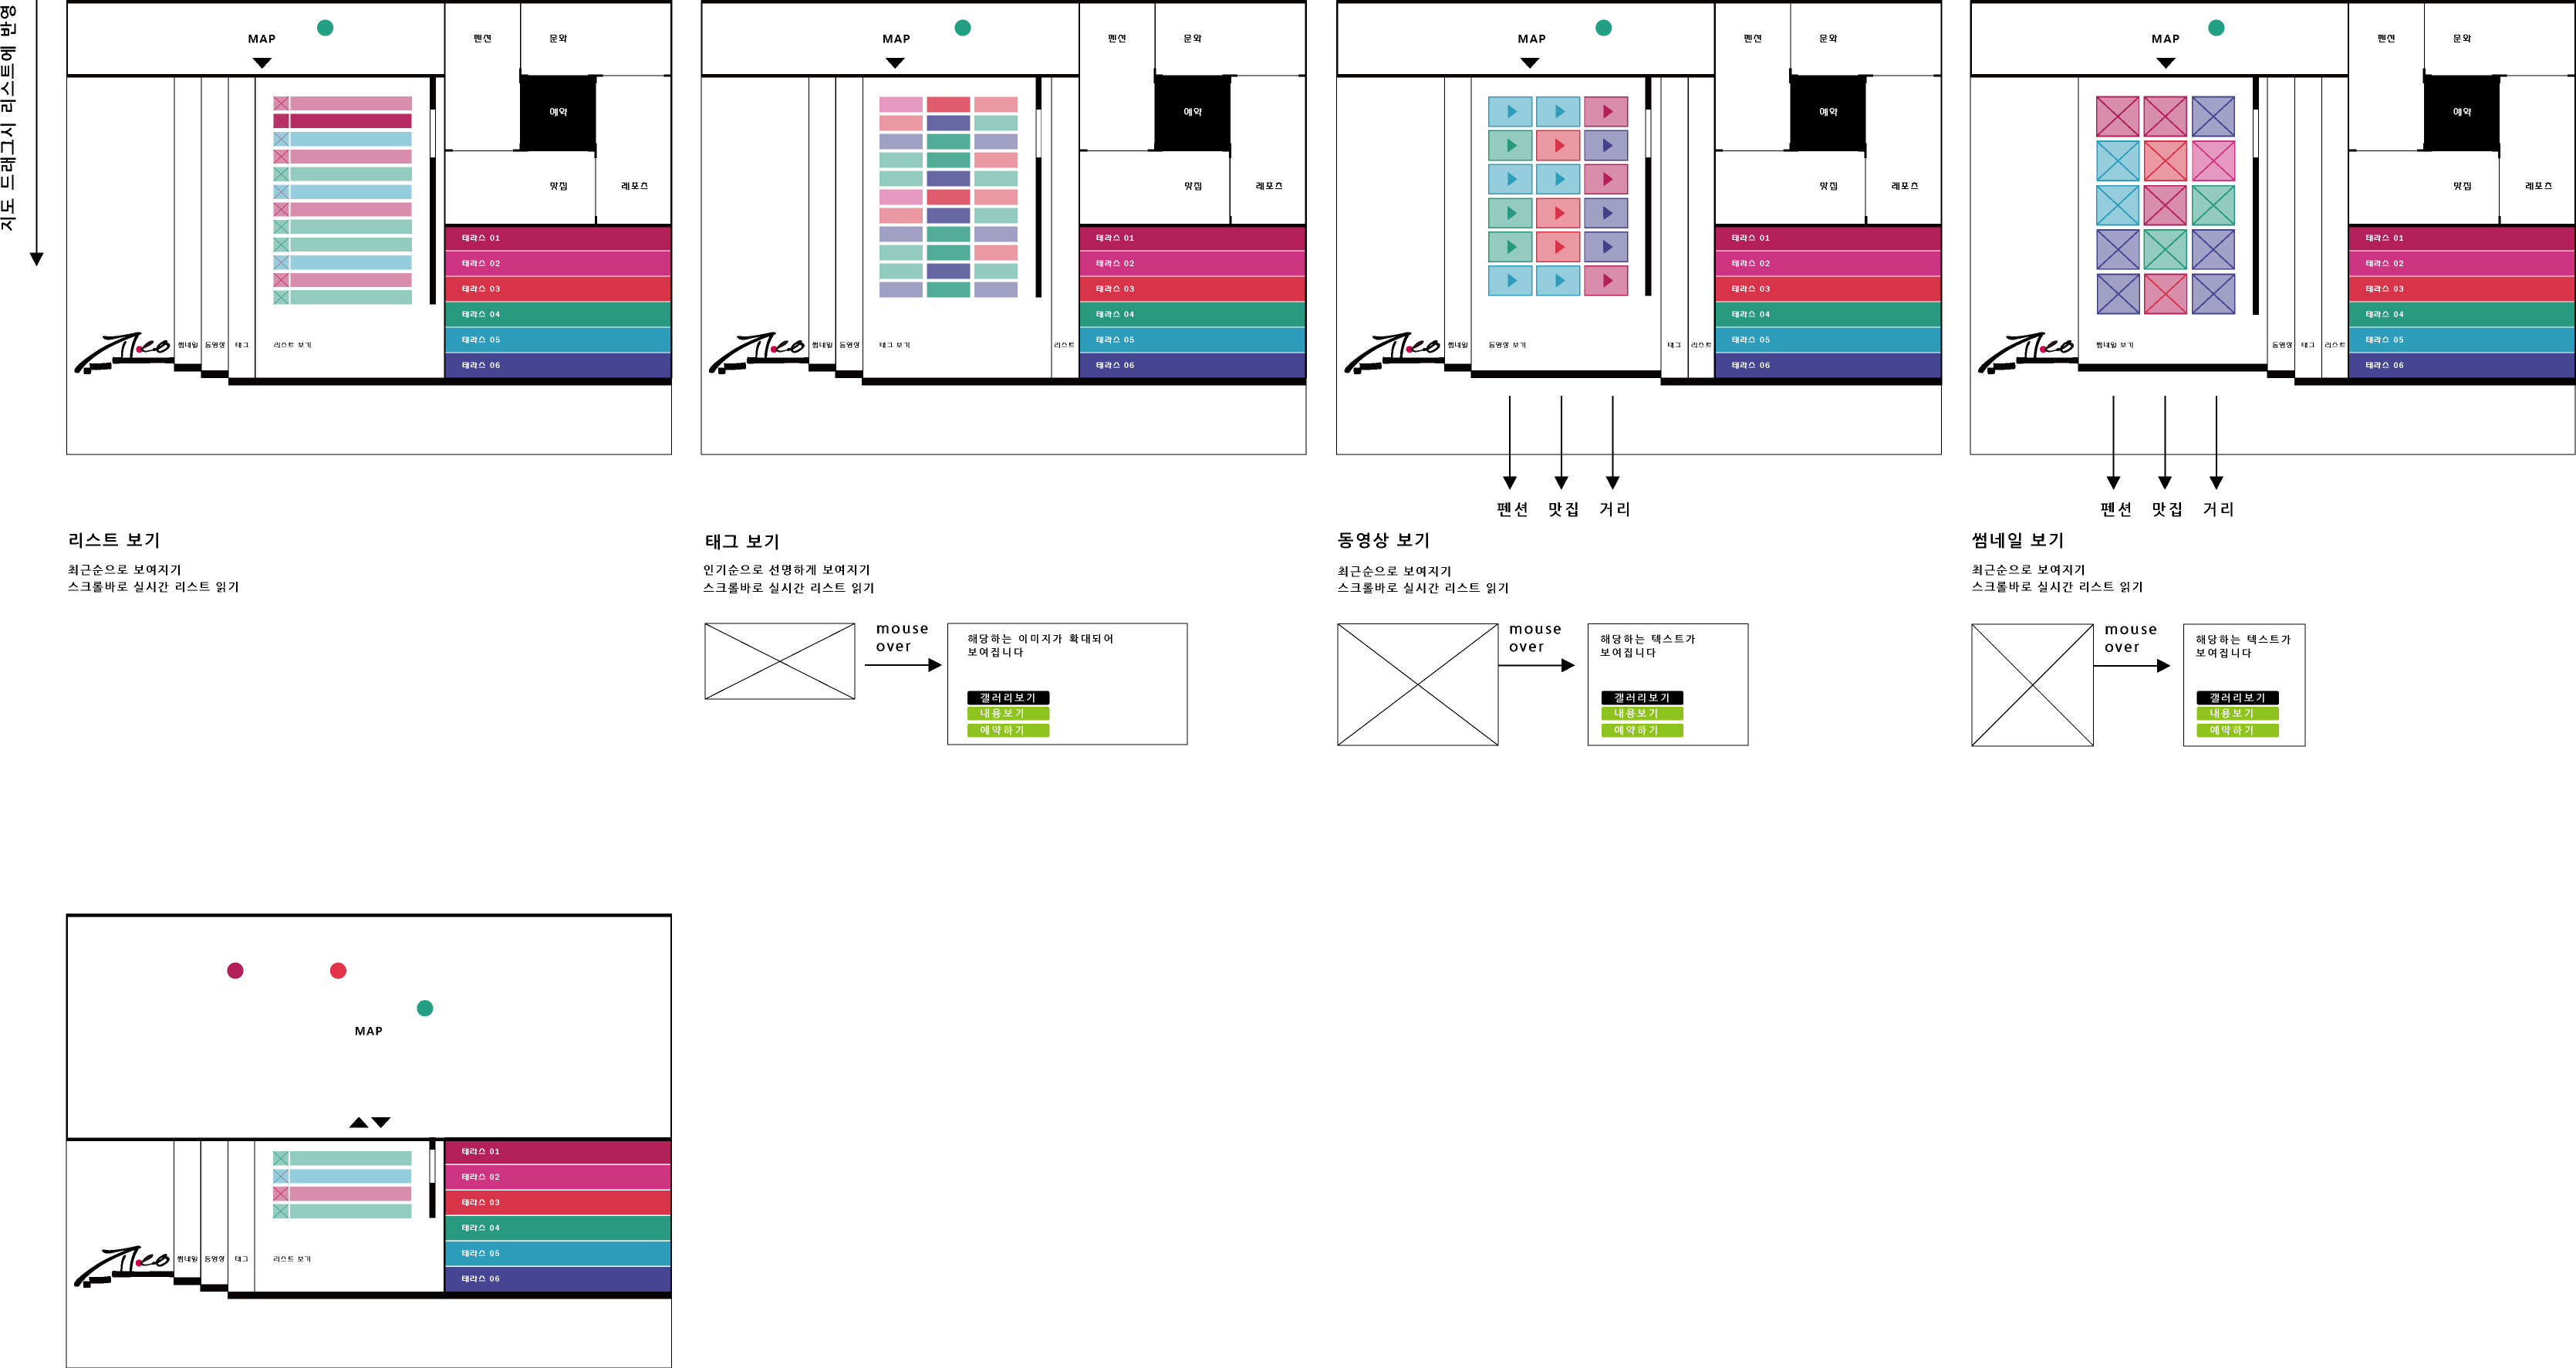 지도 드래그시 리스트에 반영
MAP
펜션
문화
예약
맛집
레포츠
테라스 01
테라스 02
테라스 03
테라스 04
테라스 05
테라스 06
썸네일
동영상
태그
리스트 보기
MAP
펜션
문화
예약
맛집
레포츠
테라스 01
테라스 02
테라스 03
테라스 04
테라스 05
테라스 06
썸네일
동영상
태그 보기
리스트
MAP
펜션
문화
예약
맛집
레포츠
테라스 01
테라스 02
테라스 03
테라스 04
테라스 05
테라스 06
썸네일
동영상 보기
태그
리스트
MAP
펜션
문화
예약
맛집
레포츠
테라스 01
테라스 02
테라스 03
테라스 04
테라스 05
테라스 06
썸네일 보기
동영상
태그
리스트
펜션 맛집 거리
펜션 맛집 거리
리스트 보기
최근순으로 보여지기
스크롤바로 실시간 리스트 읽기
태그 보기
인기순으로 선명하게 보여지기
스크롤바로 실시간 리스트 읽기
mouse
over
해당하는 이미지가 확대되어
보여집니다
갤러리보기
내용보기
예약하기
동영상 보기
최근순으로 보여지기
스크롤바로 실시간 리스트 읽기
mouse
over
해당하는 텍스트가
보여집니다
갤러리보기
내용보기
예약하기
썸네일 보기
최근순으로 보여지기
스크롤바로 실시간 리스트 읽기
mouse
over
해당하는 텍스트가
보여집니다
갤러리보기
내용보기
예약하기
MAP
테라스 01
테라스 02
테라스 03
테라스 04
테라스 05
테라스 06
썸네일
동영상
태그
리스트 보기